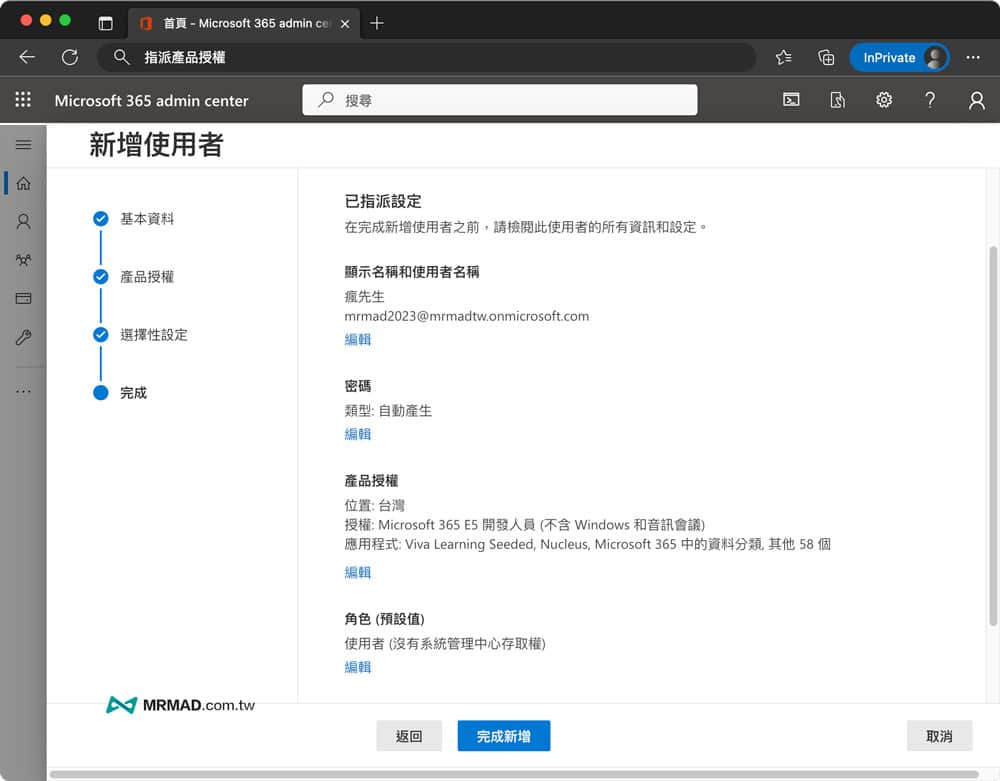 首頁 - Microsoft 365 admin ce
指派產品授權
InPrivate
Microsoft 365 admin center
搜尋
新增使用者
基本資料
產品授權
選擇性設定
完成
已指派設定
在完成新增使用者之前，請檢閱此使用者的所有資訊和設定。
顯示名稱和使用者名稱
瘋先生
mrmad2023@mrmadtw.onmicrosoft.com
編輯
密碼
類型: 自動產生
編輯
產品授權
位置: 台灣
授權: Microsoft 365 E5 開發人員 (不含 Windows 和音訊會議)
應用程式: Viva Learning Seeded, Nucleus, Microsoft 365 中的資料分類, 其他 58 個
編輯
角色 (預設值)
使用者 (沒有系統管理中心存取權)
編輯
MRMAD.com.tw
返回
完成新增
取消